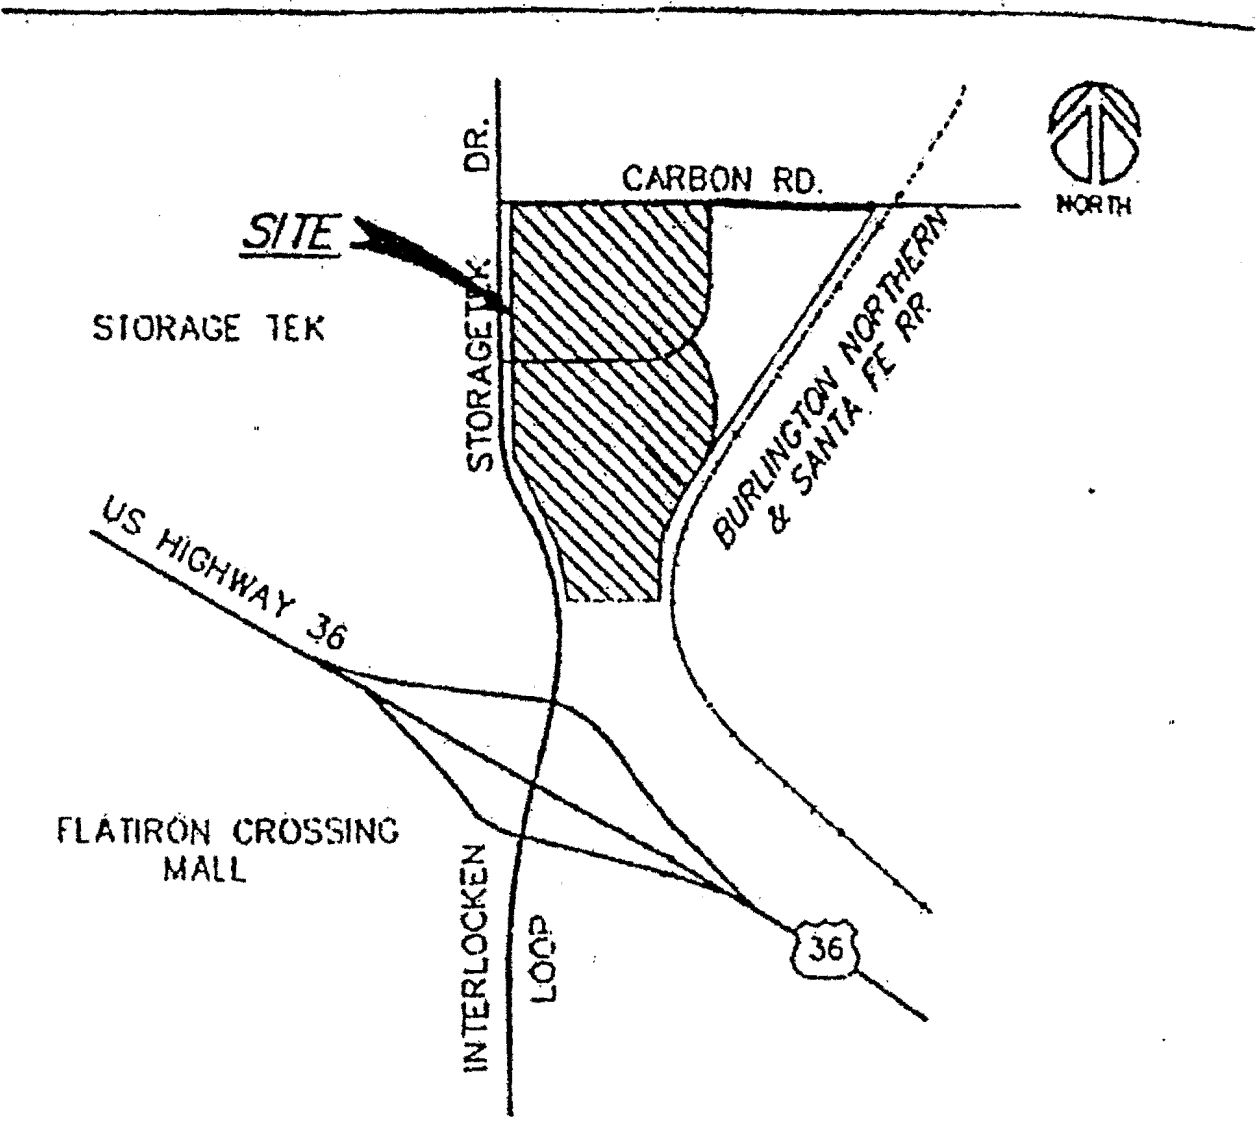 DR.
CARBON RD.
NORTH
SITE
STORAGETEK
STORAGE TEK
BURLINGTON NORTHERN
& SANTA FE RR.
US HIGHWAY 36
FLATIRON CROSSING
MALL
INTERLOCKEN
LOOP
36